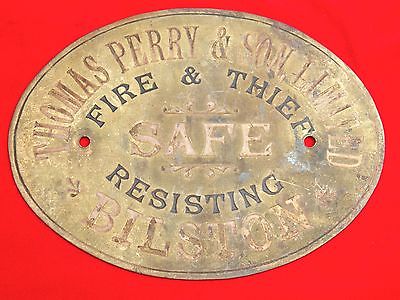 THOMAS PERRY & SON LIMITED
FIRE & THIEF
SAFE
RESISTING
BILSTON